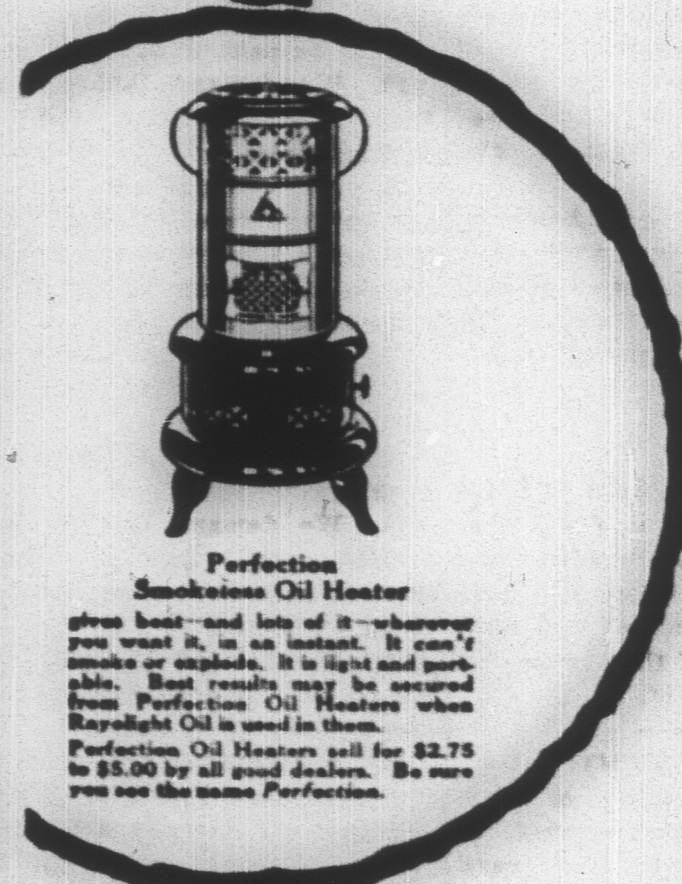 Perfection
Smokeless Oil Heater
gives heat—and lots of it—wherever
you want it, in an instant. It can't
smoke or explode. It is light and port-
able. Best results may be secured
from Perfection Oil Heaters when
Rayolight Oil is used in them.
Perfection Oil Heaters sell for $2.75
to $5.00 by all good dealers. Be sure
you see the name Perfection.